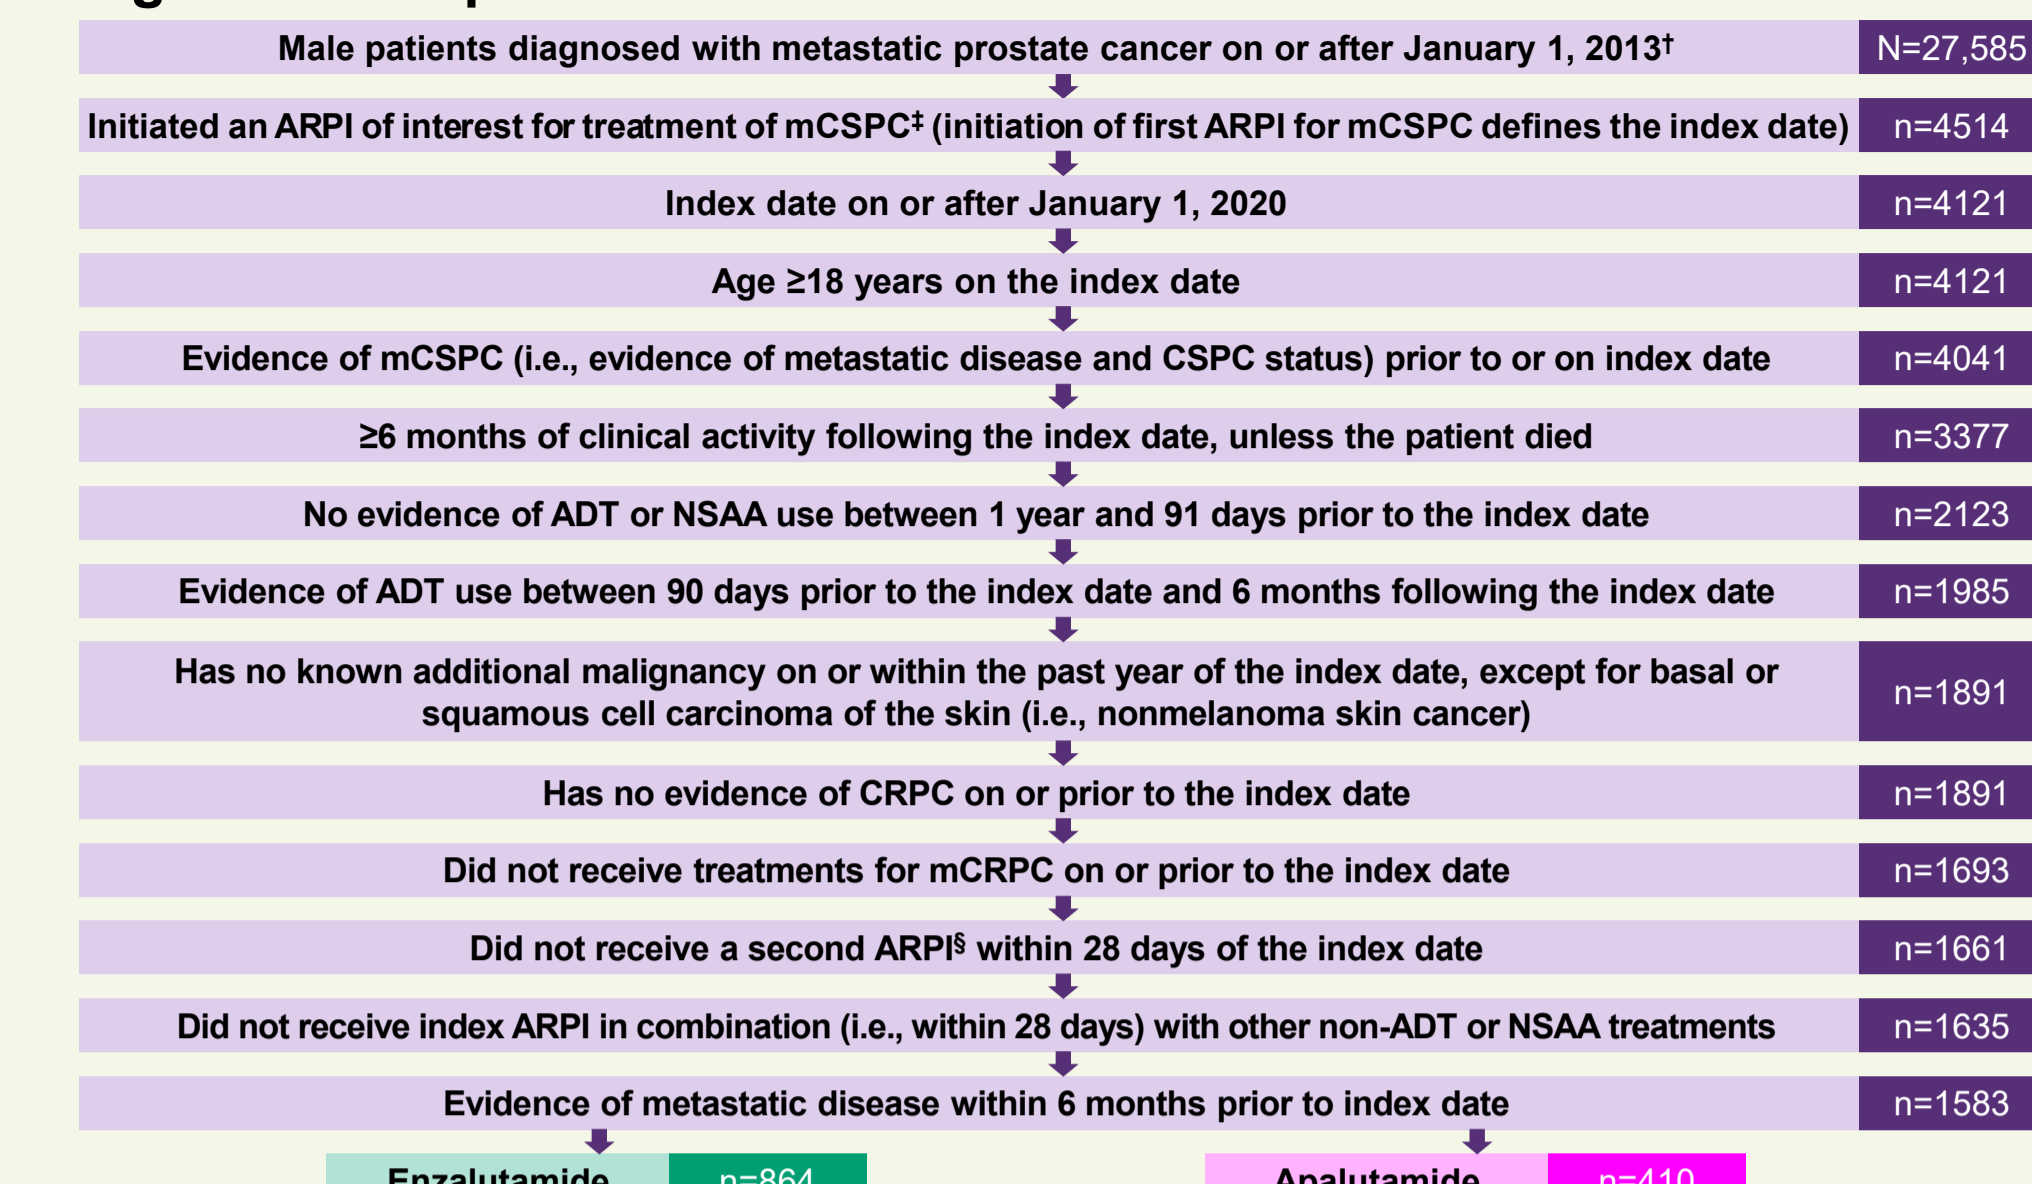 Male patients diagnosed with metastatic prostate cancer on or after January 1, 2013† N=27,585
Initiated an ARPI of interest for treatment of mCSPC‡ (initiation of first ARPI for mCSPC defines the index date) n=4514
Index date on or after January 1, 2020 n=4121
Age ≥18 years on the index date n=4121
Evidence of mCSPC (i.e., evidence of metastatic disease and CSPC status) prior to or on index date n=4041
≥6 months of clinical activity following the index date, unless the patient died n=3377
No evidence of ADT or NSAA use between 1 year and 91 days prior to the index date n=2123
Evidence of ADT use between 90 days prior to the index date and 6 months following the index date n=1985
Has no known additional malignancy on or within the past year of the index date, except for basal or
squamous cell carcinoma of the skin (i.e., nonmelanoma skin cancer) n=1891
Has no evidence of CRPC on or prior to the index date n=1891
Did not receive treatments for mCRPC on or prior to the index date n=1693
Did not receive a second ARPI§ within 28 days of the index date n=1661
Did not receive index ARPI in combination (i.e., within 28 days) with other non-ADT or NSAA treatments n=1635
Evidence of metastatic disease within 6 months prior to index date n=1583
Enzalutamide n=864 Apalutamide n=410